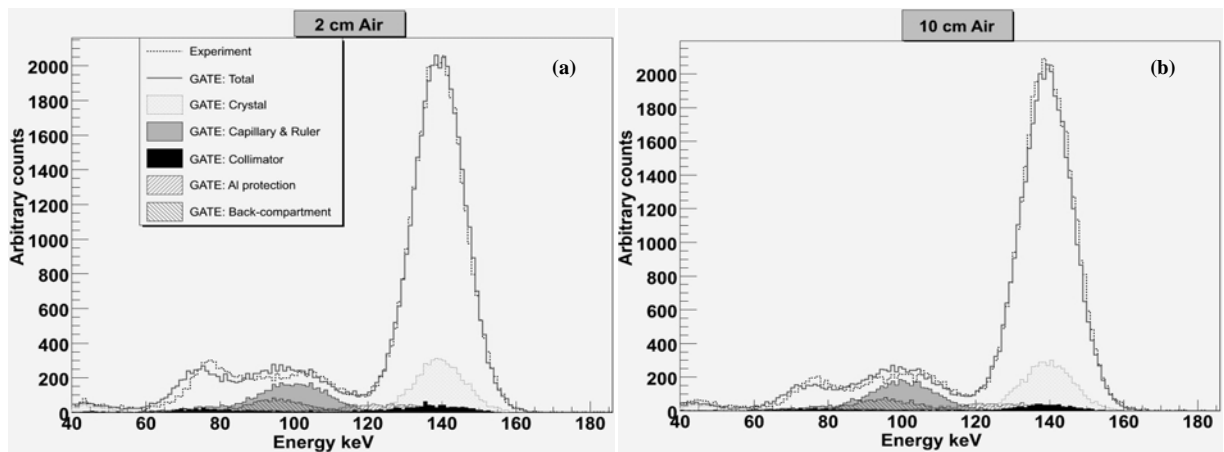 2 cm Air
Arbitrary counts
2000
1800
1600
1400
1200
1000
800
600
400
200
0
Experiment
GATE: Total
GATE: Crystal
GATE: Capillary & Ruler
GATE: Collimator
GATE: Al protection
GATE: Back-compartment
(a)
40 60 80 100 120 140 160 180
Energy keV
10 cm Air
Arbitrary counts
2000
1800
1600
1400
1200
1000
800
600
400
200
0
(b)
40 60 80 100 120 140 160 180
Energy keV